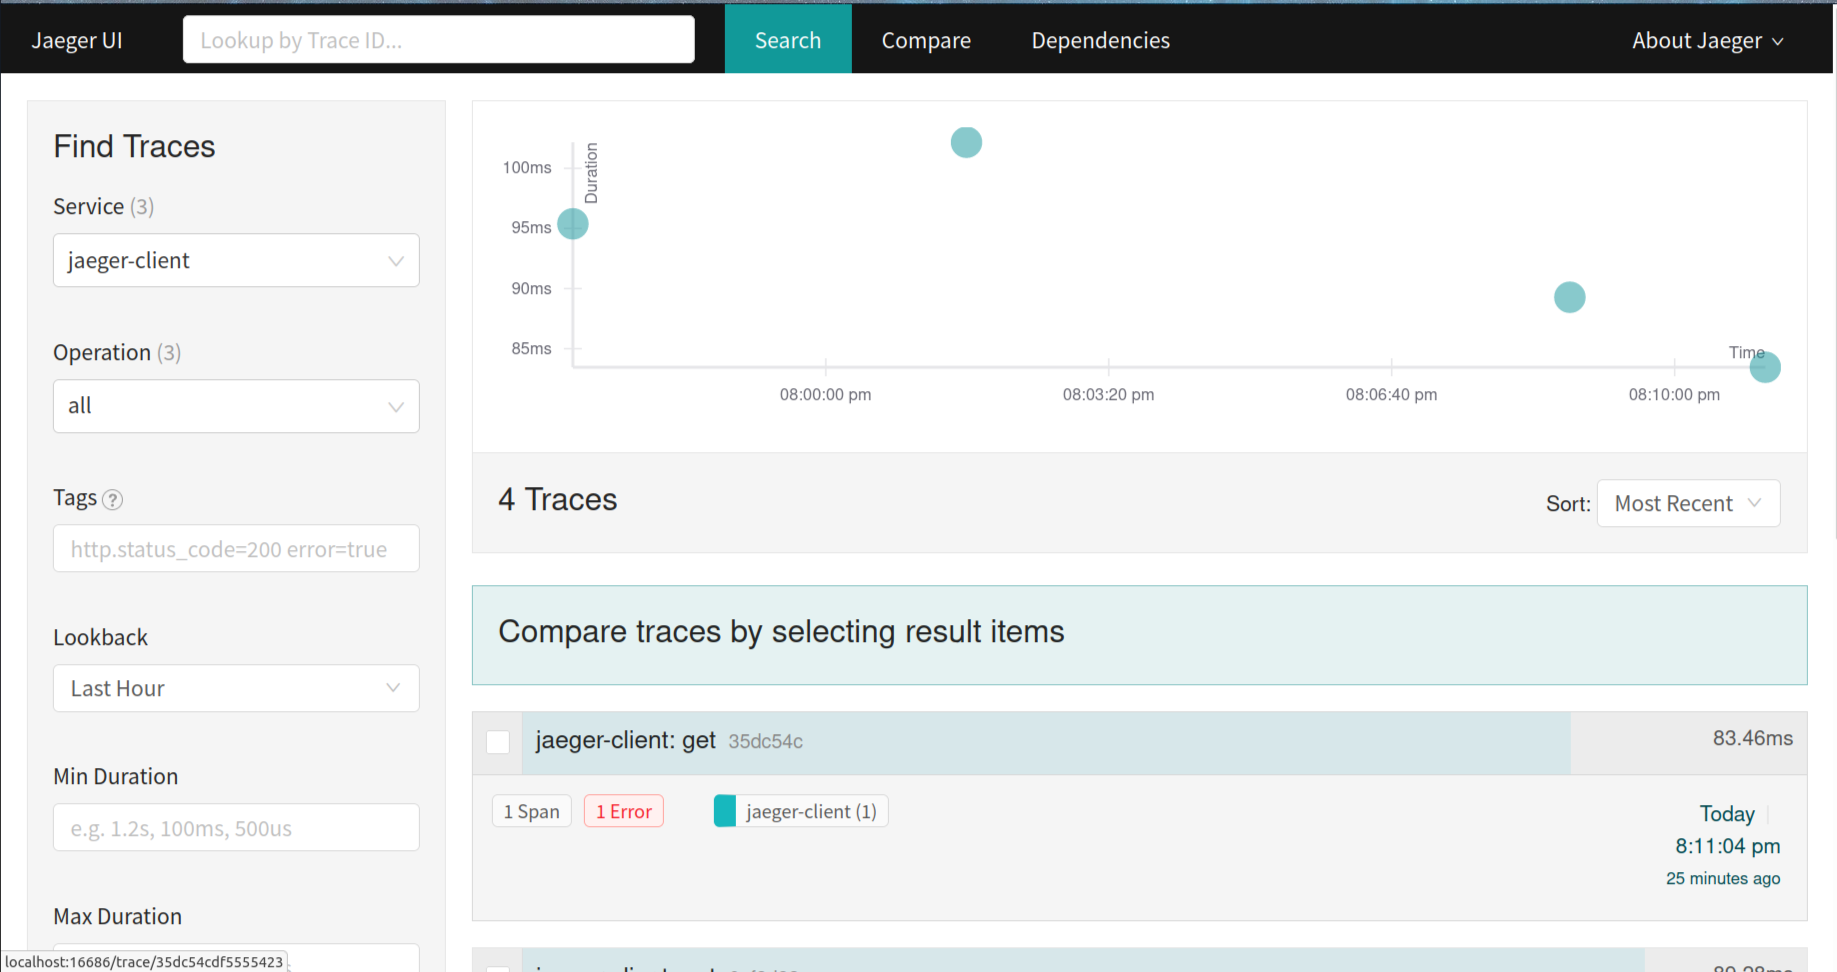 Jaeger UI
Lookup by Trace ID...
Search
Compare
Dependencies
About Jaeger
Find Traces
Service (3)
jaeger-client
Operation (3)
all
Tags ?
http.status_code=200 error=true
Lookback
Last Hour
Min Duration
e.g. 1.2s, 100ms, 500us
Max Duration
localhost:16686/trace/35dc54cdf5555423
Duration
100ms
95ms
90ms
85ms
Time
08:00:00 pm
08:03:20 pm
08:06:40 pm
08:10:00 pm
4 Traces
Sort: Most Recent
Compare traces by selecting result items
jaeger-client: get 35dc54c
83.46ms
1 Span
1 Error
jaeger-client (1)
Today
8:11:04 pm
25 minutes ago